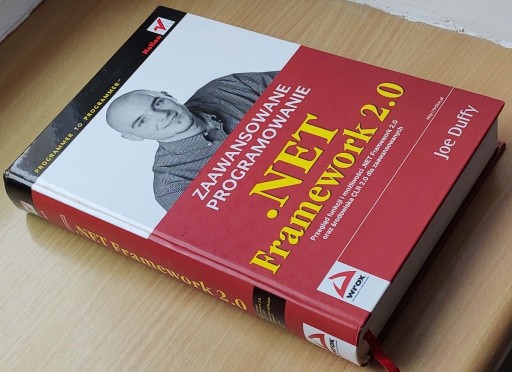 Helion
PROGRAMMER TO PROGRAMMER™
ZAAWANSOWANE
PROGRAMOWANIE
.NET
Framework 2.0
Przegląd funkcji i możliwości .NET Framework 2.0
oraz środowiska CLR 2.0 dla zaawansowanych
Joe Duffy
wrox
.NET Framework 2.0
wrox